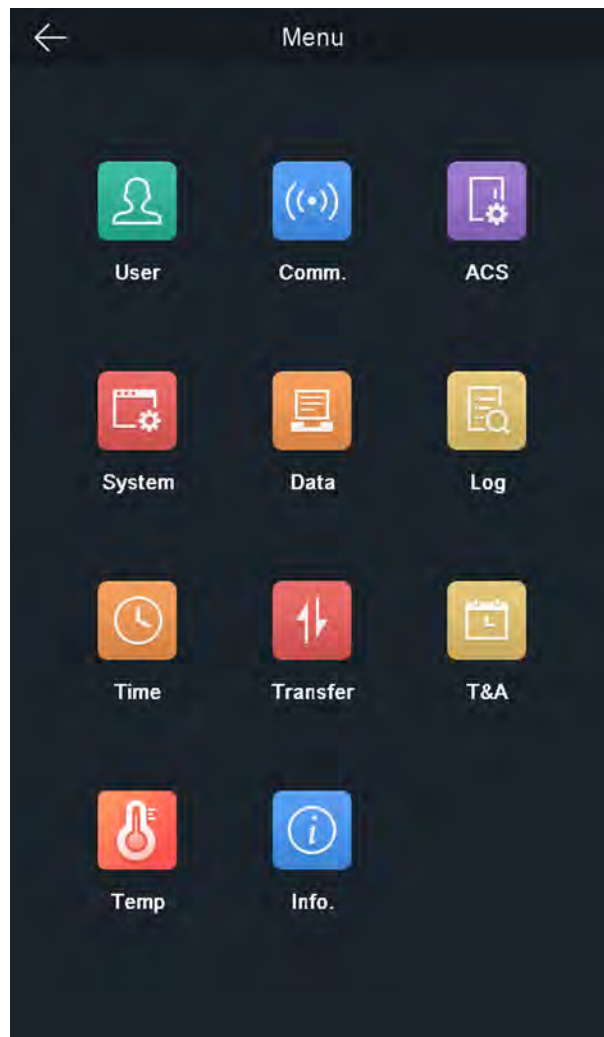 Menu
User Comm. ACS
System Data Log
Time Transfer T&A
Temp Info.